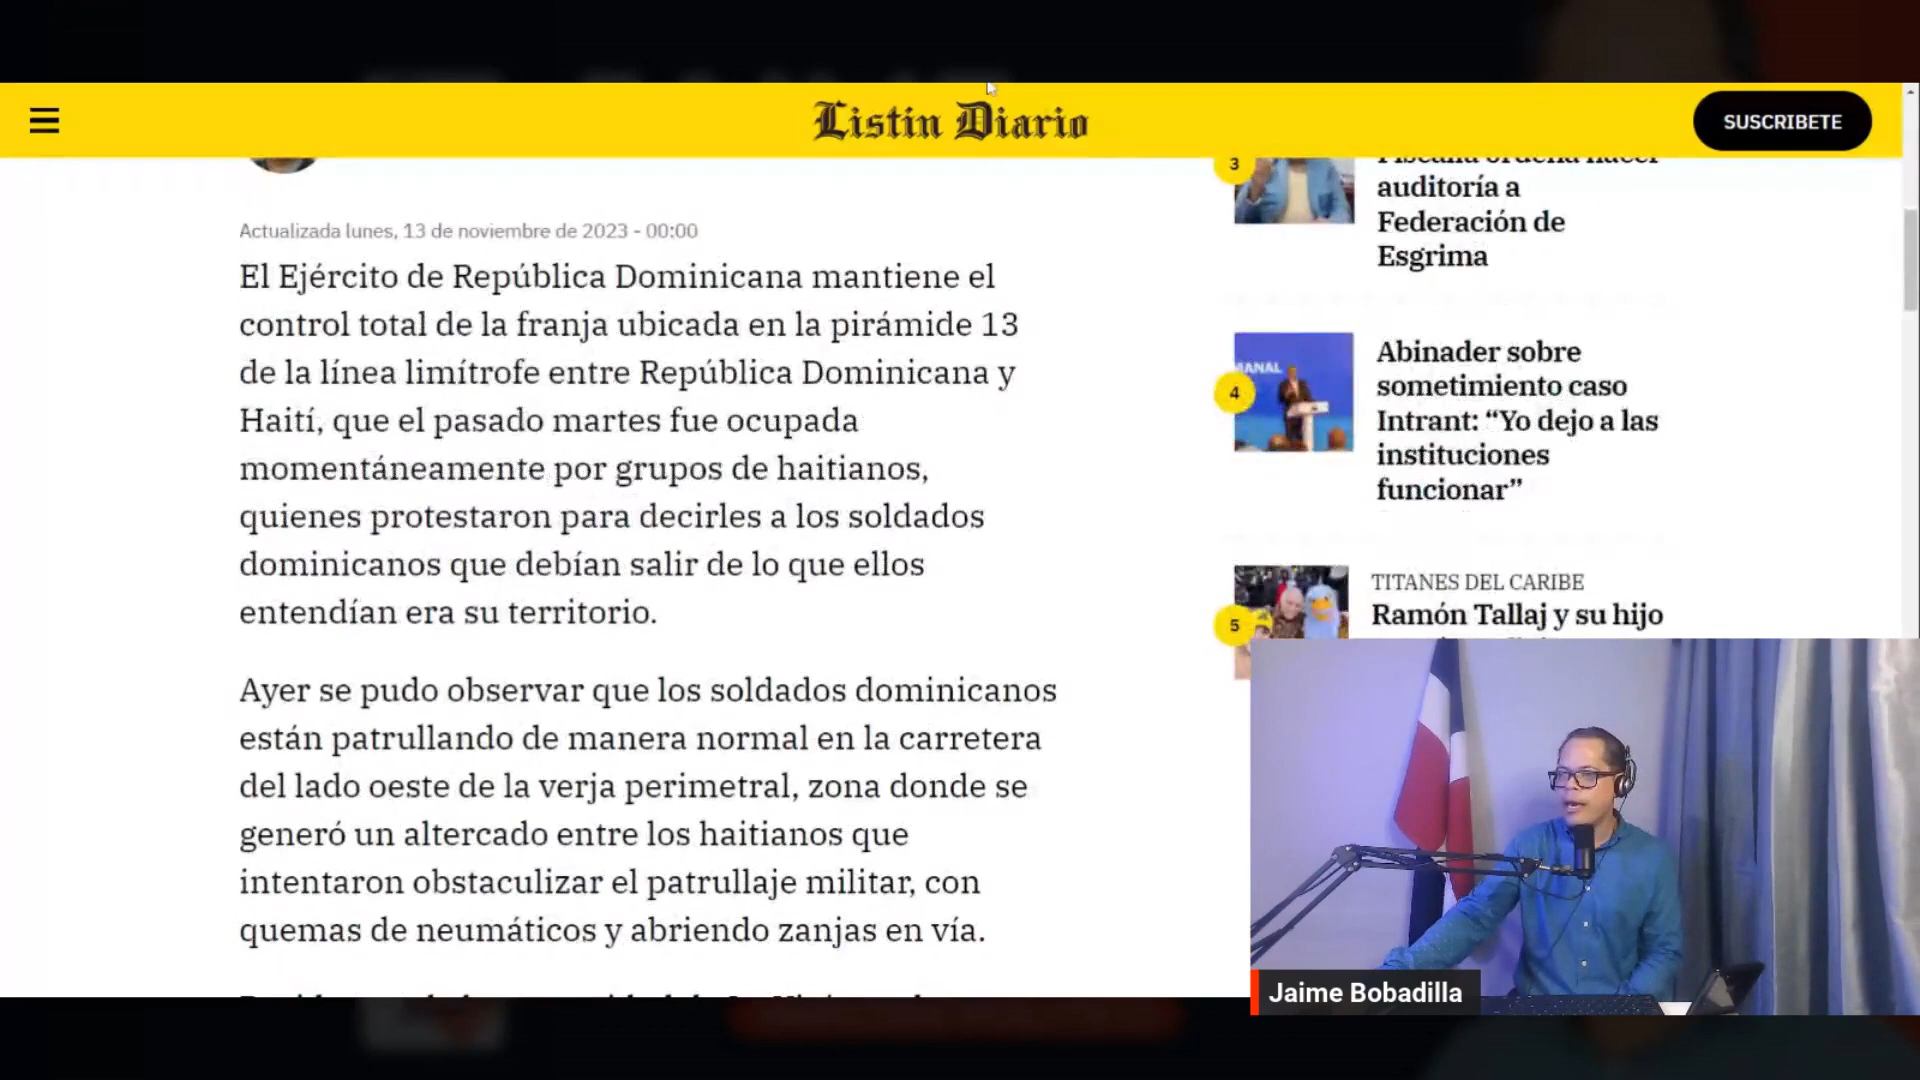 Listin Diario
SUSCRIBETE
Actualizada lunes, 13 de noviembre de 2023 - 00:00
El Ejército de República Dominicana mantiene el
control total de la franja ubicada en la pirámide 13
de la línea limítrofe entre República Dominicana y
Haití, que el pasado martes fue ocupada
momentáneamente por grupos de haitianos,
quienes protestaron para decirles a los soldados
dominicanos que debían salir de lo que ellos
entendían era su territorio.
Ayer se pudo observar que los soldados dominicanos
están patrullando de manera normal en la carretera
del lado oeste de la verja perimetral, zona donde se
generó un altercado entre los haitianos que
intentaron obstaculizar el patrullaje militar, con
quemas de neumáticos y abriendo zanjas en vía.
3
Fiscalía ordena hacer
auditoría a
Federación de
Esgrima
MANAL
4
Abinader sobre
sometimiento caso
Intrant: “Yo dejo a las
instituciones
funcionar”
5
TITANES DEL CARIBE
Ramón Tallaj y su hijo
Jaime Bobadilla